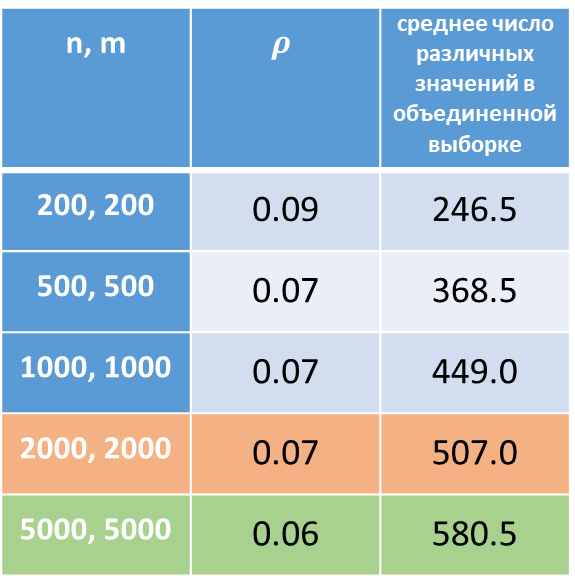 n, m
ρ
среднее число
различных
значений в
объединенной
выборке
200, 200
0.09
246.5
500, 500
0.07
368.5
1000, 1000
0.07
449.0
2000, 2000
0.07
507.0
5000, 5000
0.06
580.5